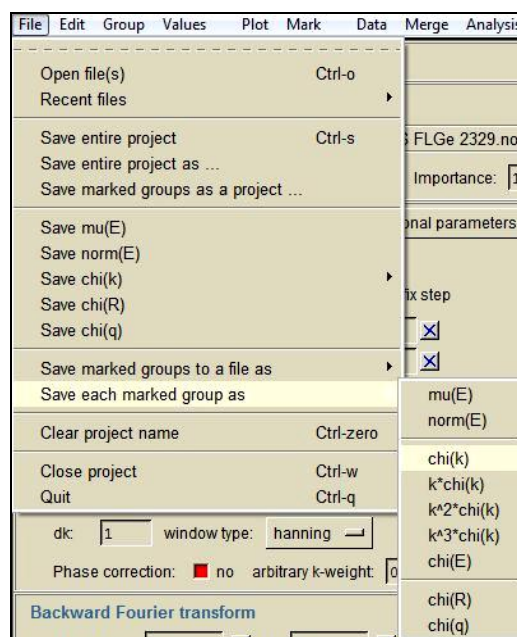 File Edit Group Values Plot Mark Data Merge Analysis
Open file(s) Ctrl-o
Recent files
Save entire project Ctrl-s
FLGe 2329.no
Save entire project as ...
Importance: 1
Save marked groups as a project ...
Save mu(E)
onal parameters
Save norm(E)
Save chi(k)
fix step
Save chi(R)
Save chi(q)
Save marked groups to a file as
Save each marked group as
mu(E)
norm(E)
Clear project name Ctrl-zero
chi(k)
Close project Ctrl-w
k*chi(k)
Quit Ctrl-q
k^2*chi(k)
dk: 1 window type: hanning
k^3*chi(k)
chi(E)
Phase correction: no arbitrary k-weight: 0
chi(R)
Backward Fourier transform
chi(q)